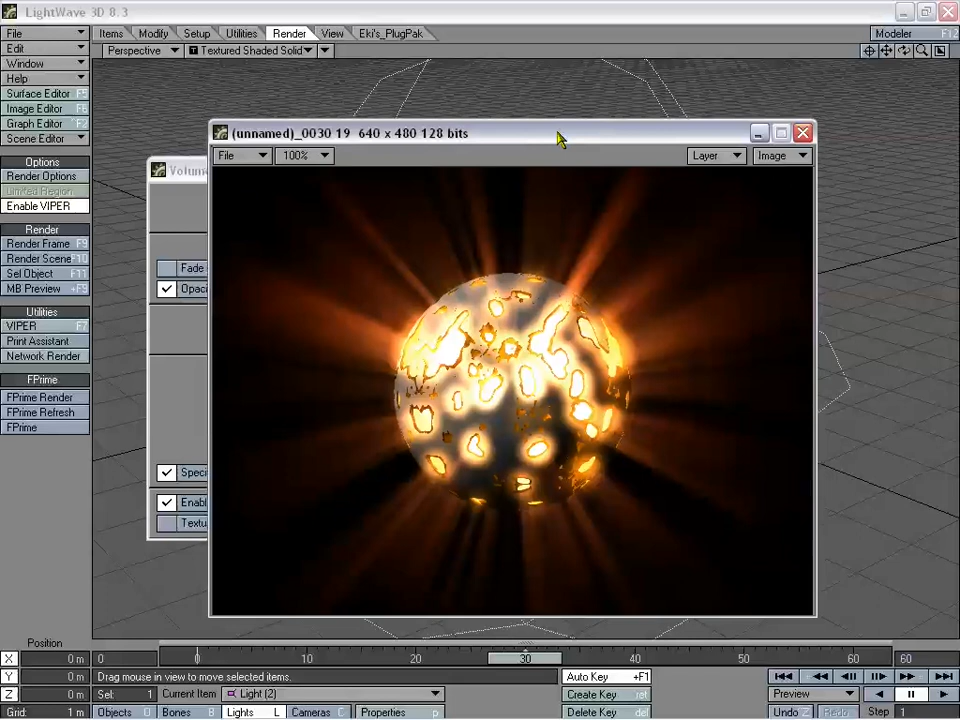 LightWave 3D 8.3
File
Items Modify Setup Utilities Render View Eki's_PlugPak Modeler F12
Edit
Perspective Textured Shaded Solid
Window
Help
Surface Editor F5
Image Editor F6
Graph Editor ^F2
Scene Editor
Options
Render Options
Limited Region
Enable VIPER
Render
Render Frame F9
Render Scene F10
Sel Object F11
MB Preview +F9
Utilities
VIPER F7
Print Assistant
Network Render
FPrime
FPrime Render
FPrime Refresh
FPrime
(unnamed)_0030 19 640 x 480 128 bits
File 100% Layer Image
Volum
Fade
Opaci
Speci
Enabl
Textu
Position
X 0 m 0 0 10 20 30 40 50 60 60
Y 0 m Drag mouse in view to move selected items. Auto Key +F1
Z 0 m Sel: 1 Current Item Light (2) Create Key ret Preview
Grid: 1 m Objects O Bones B Lights L Cameras C Properties p Delete Key del Undo Z Redo Step 1